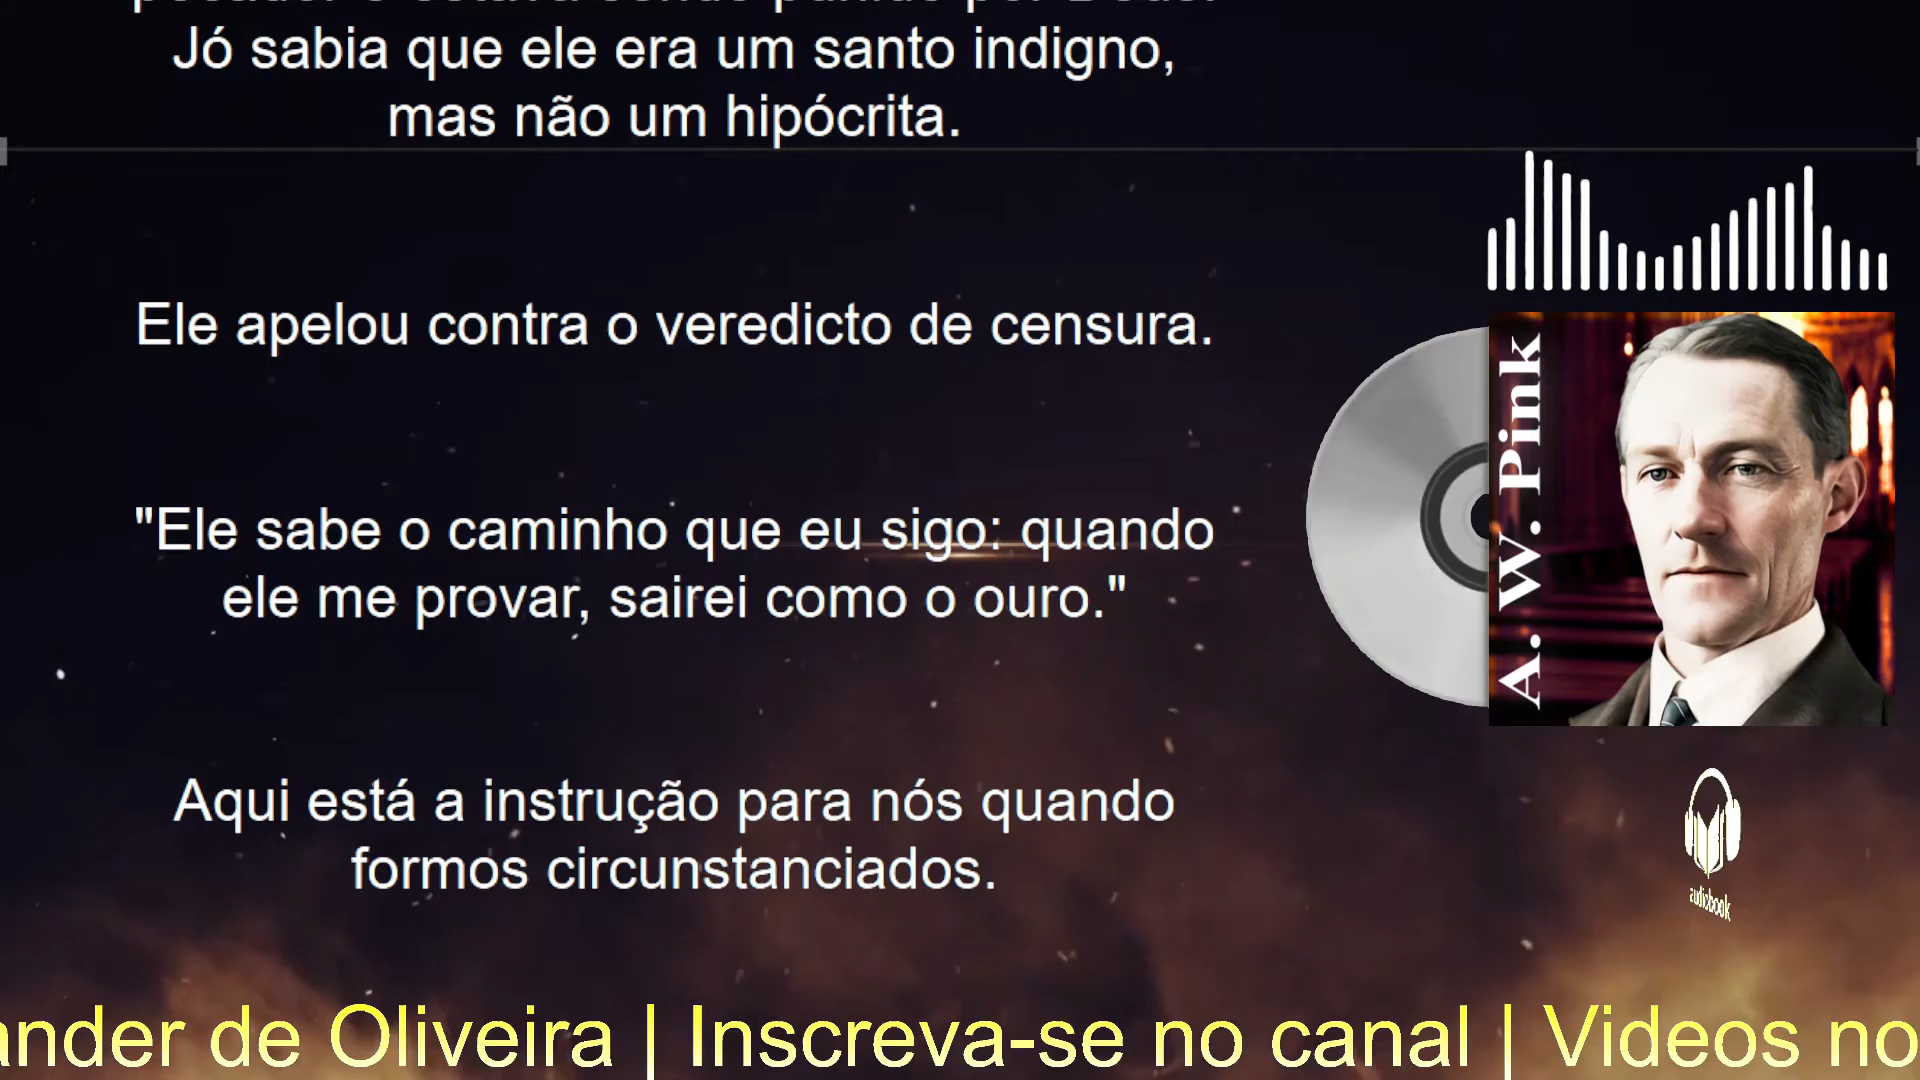 Jó sabia que ele era um santo indigno,
mas não um hipócrita.
Ele apelou contra o veredicto de censura.
"Ele sabe o caminho que eu sigo: quando
ele me provar, sairei como o ouro."
Aqui está a instrução para nós quando
formos circunstanciados.
A. W. Pink
audiobook
ander de Oliveira | Inscreva-se no canal | Videos no